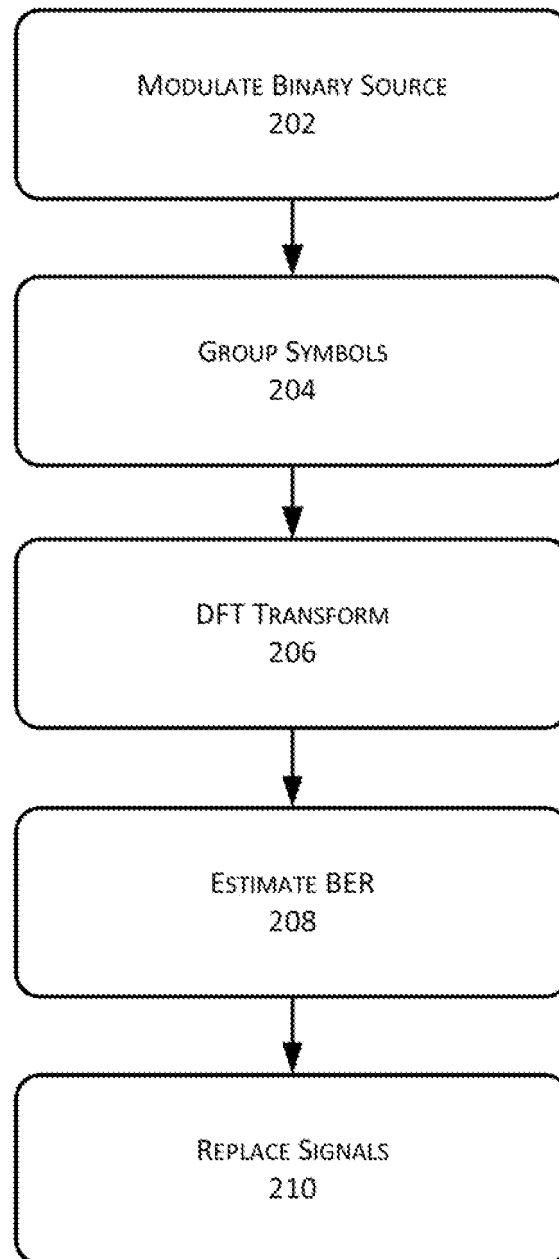 MODULATE BINARY SOURCE
202
GROUP SYMBOLS
204
DFT TRANSFORM
206
ESTIMATE BER
208
REPLACE SIGNALS
210